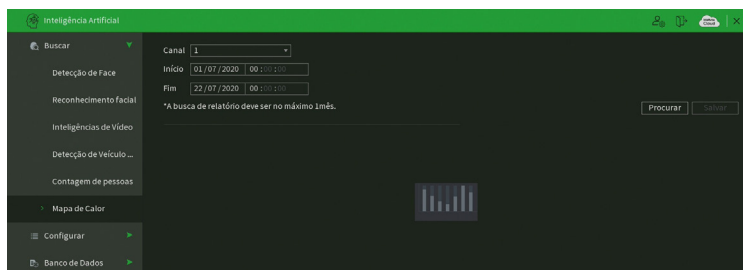 Inteligência Artificial
Buscar
Detecção de Face
Reconhecimento facial
Inteligências de Vídeo
Detecção de Veículo ...
Contagem de pessoas
Mapa de Calor
Configurar
Banco de Dados
Canal 1
Início 01/07/2020 00:00:00
Fim 22/07/2020 00:00:00
*A busca de relatório deve ser no máximo 1mês.
Procurar Salvar